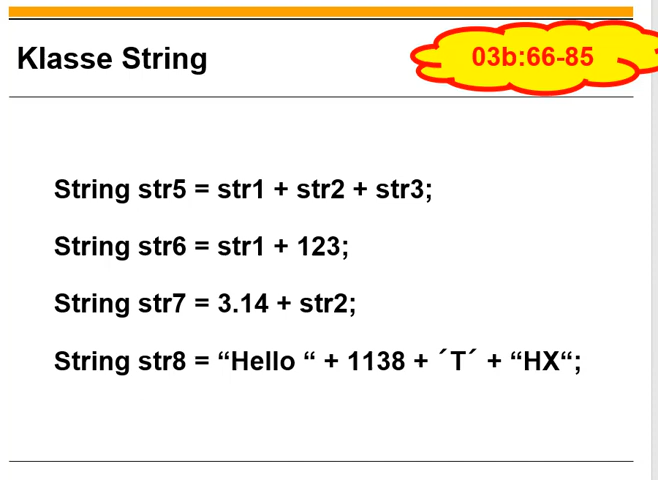 Klasse String
03b:66-85
String str5 = str1 + str2 + str3;
String str6 = str1 + 123;
String str7 = 3.14 + str2;
String str8 = “Hello “ + 1138 + ´T´ + “HX“;